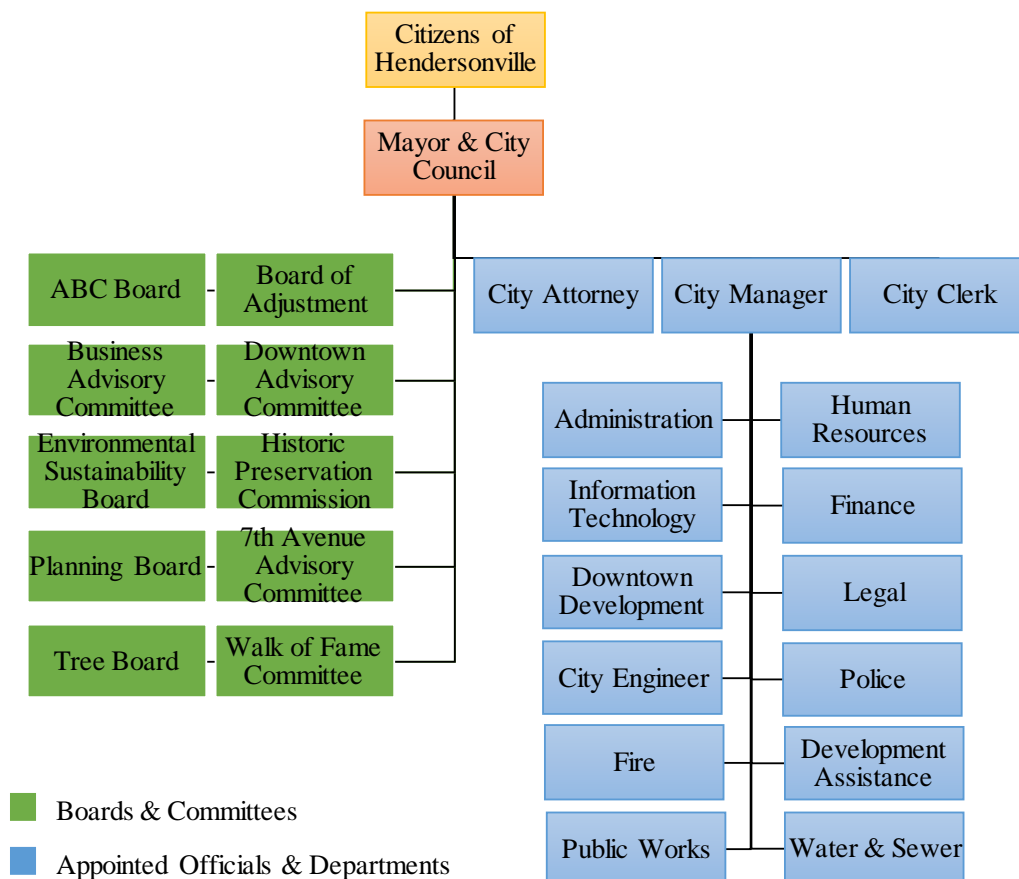 Citizens of
Hendersonville
Mayor & City
Council
ABC Board
Board of
Adjustment
City Attorney
City Manager
City Clerk
Business
Advisory
Committee
Downtown
Advisory
Committee
Environmental
Sustainability
Board
Historic
Preservation
Commission
Planning Board
7th Avenue
Advisory
Committee
Tree Board
Walk of Fame
Committee
Administration
Human
Resources
Information
Technology
Finance
Downtown
Development
Legal
City Engineer
Police
Fire
Development
Assistance
Public Works
Water & Sewer
Boards & Committees
Appointed Officials & Departments